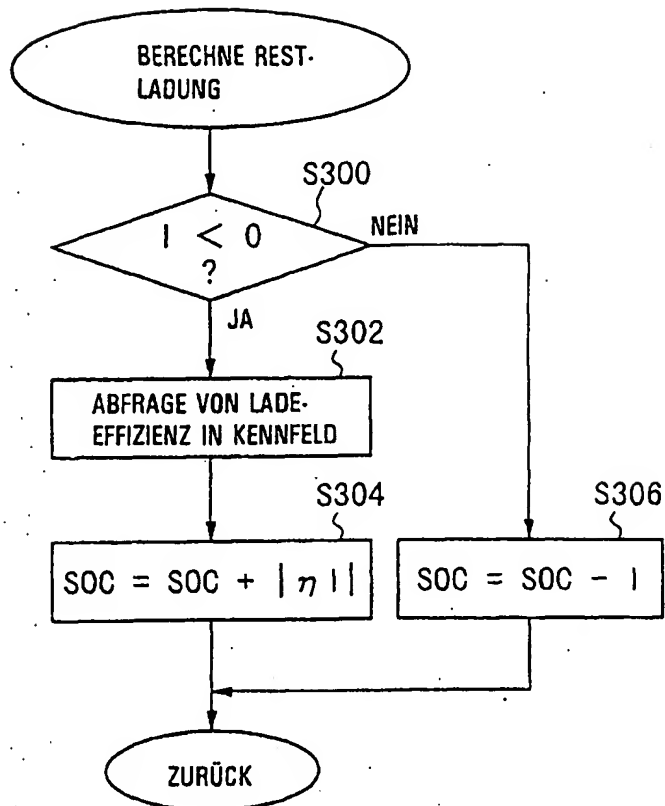 BERECHNE REST-
LADUNG
S300
I < 0
?
NEIN
JA
S302
ABFRAGE VON LADE-
EFFIZIENZ IN KENNFELD
S304
SOC = SOC + | η I |
S306
SOC = SOC - I
ZURÜCK